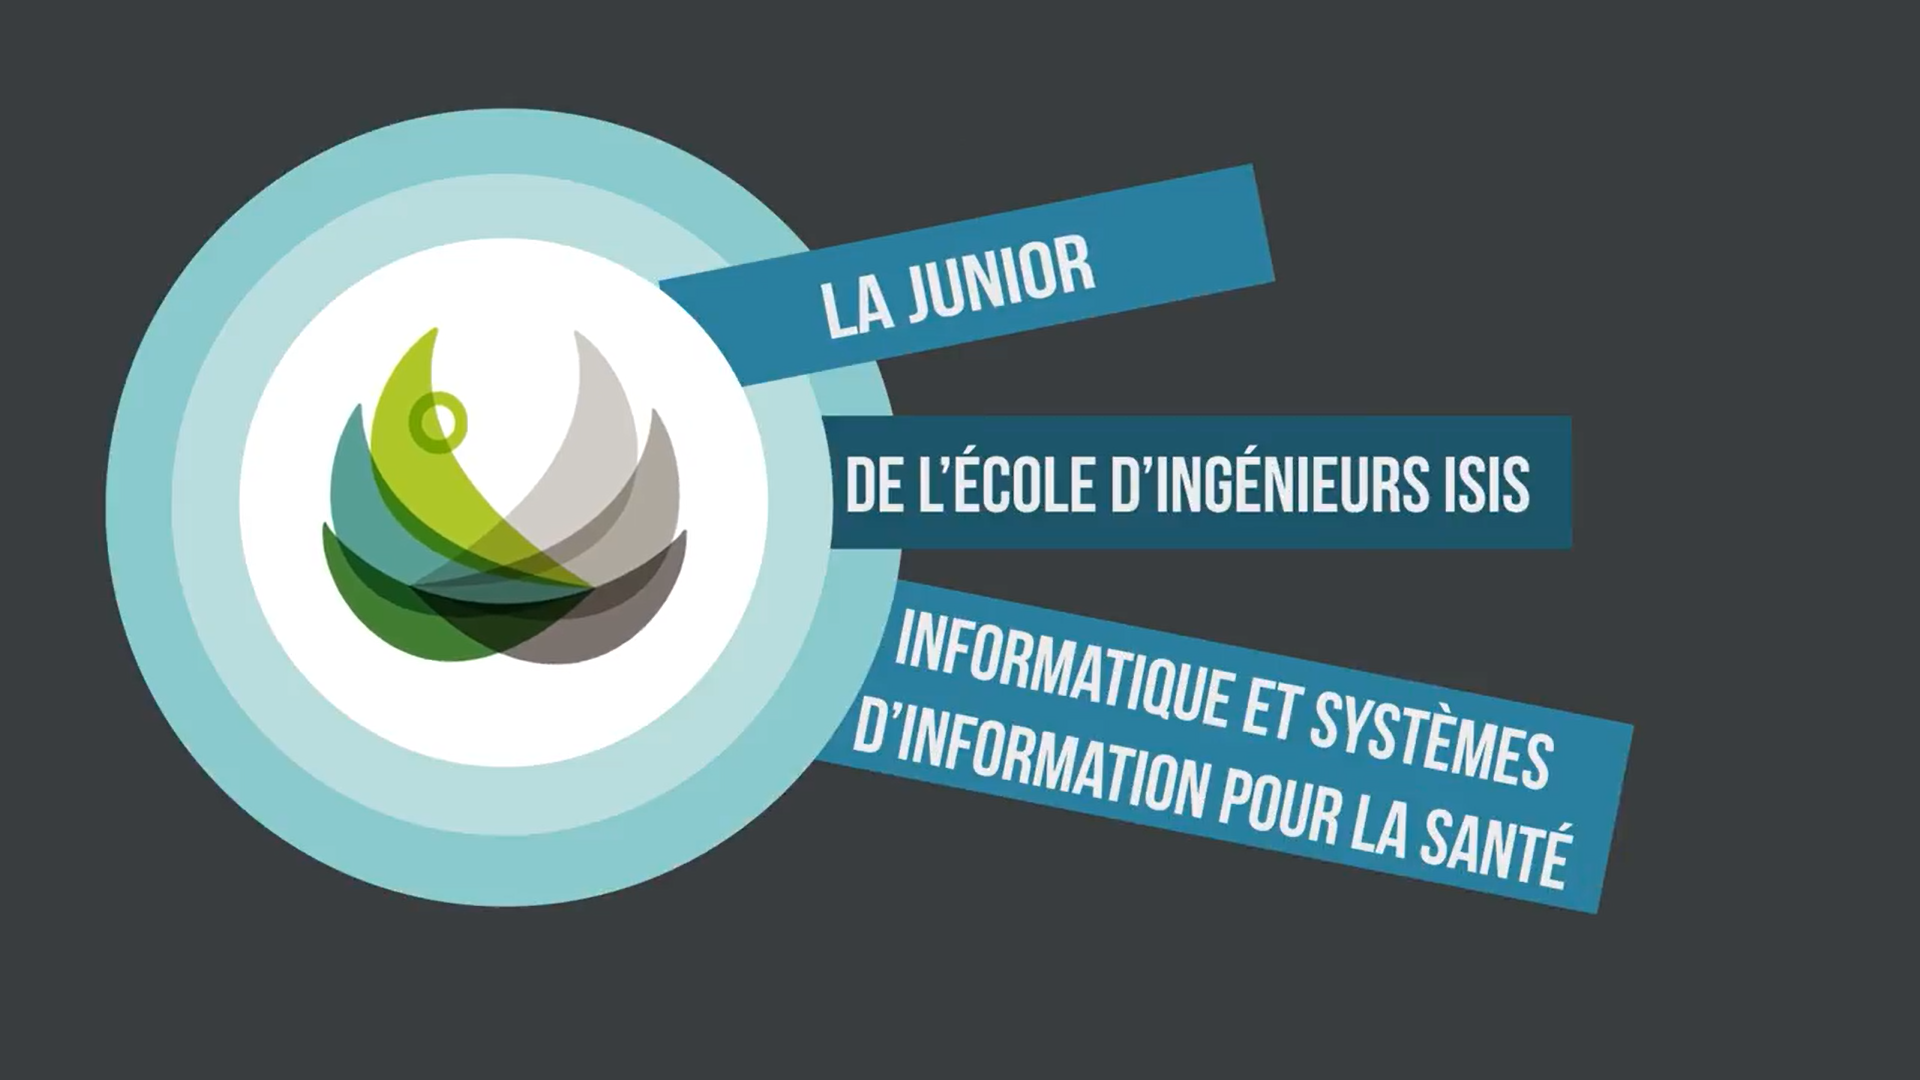 LA JUNIOR
DE L’ÉCOLE D’INGÉNIEURS ISIS
INFORMATIQUE ET SYSTÈMES
D’INFORMATION POUR LA SANTÉ